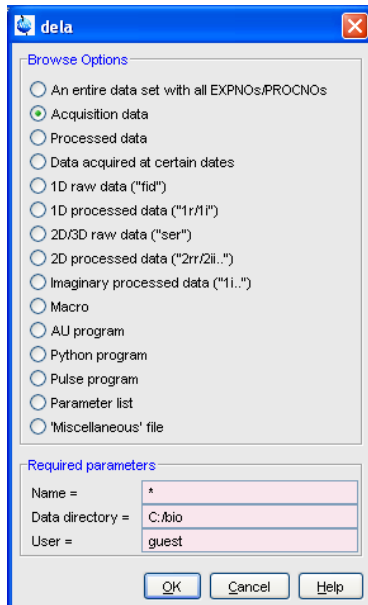 dela
Browse Options
An entire data set with all EXPNOs/PROCNOs
Acquisition data
Processed data
Data acquired at certain dates
1D raw data ("fid")
1D processed data ("1r/1i")
2D/3D raw data ("ser")
2D processed data ("2rr/2ii..")
Imaginary processed data ("1i..")
Macro
AU program
Python program
Pulse program
Parameter list
'Miscellaneous' file
Required parameters
Name = *
Data directory = C:/bio
User = guest
OK Cancel Help